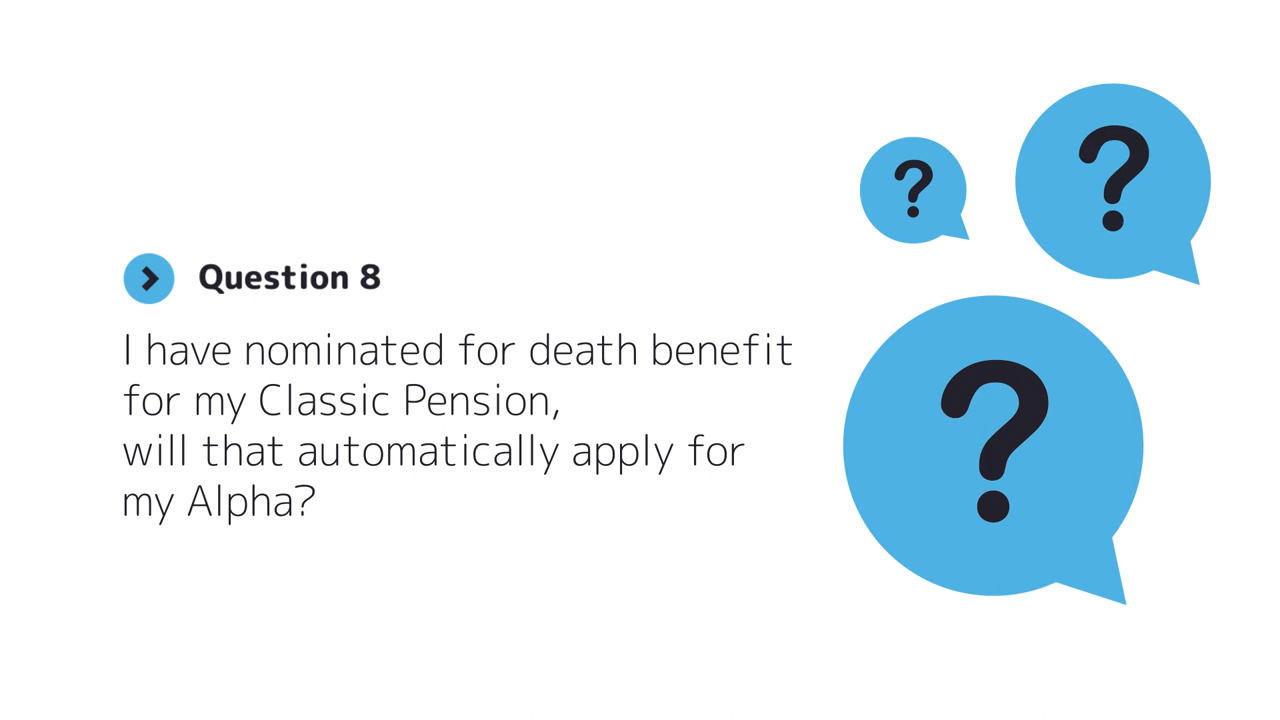 Question 8
I have nominated for death benefit
for my Classic Pension,
will that automatically apply for
my Alpha?
?
?
?